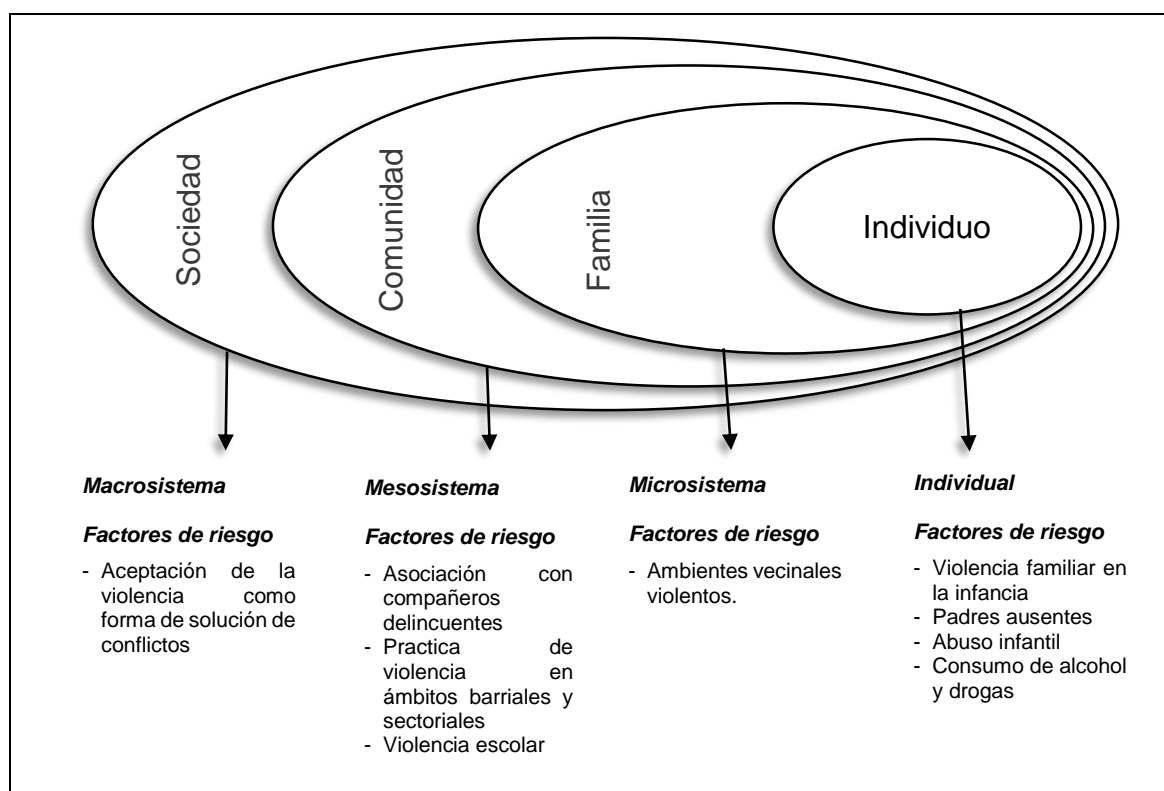 Sociedad
Comunidad
Familia
Individuo
Macrosistema
Factores de riesgo
- Aceptación de la
violencia como
forma de solución de
conflictos
Mesosistema
Factores de riesgo
- Asociación con
compañeros
delincuentes
- Practica de
violencia en
ámbitos barriales y
sectoriales
- Violencia escolar
Microsistema
Factores de riesgo
- Ambientes vecinales
violentos.
Individual
Factores de riesgo
- Violencia familiar en
la infancia
- Padres ausentes
- Abuso infantil
- Consumo de alcohol
y drogas